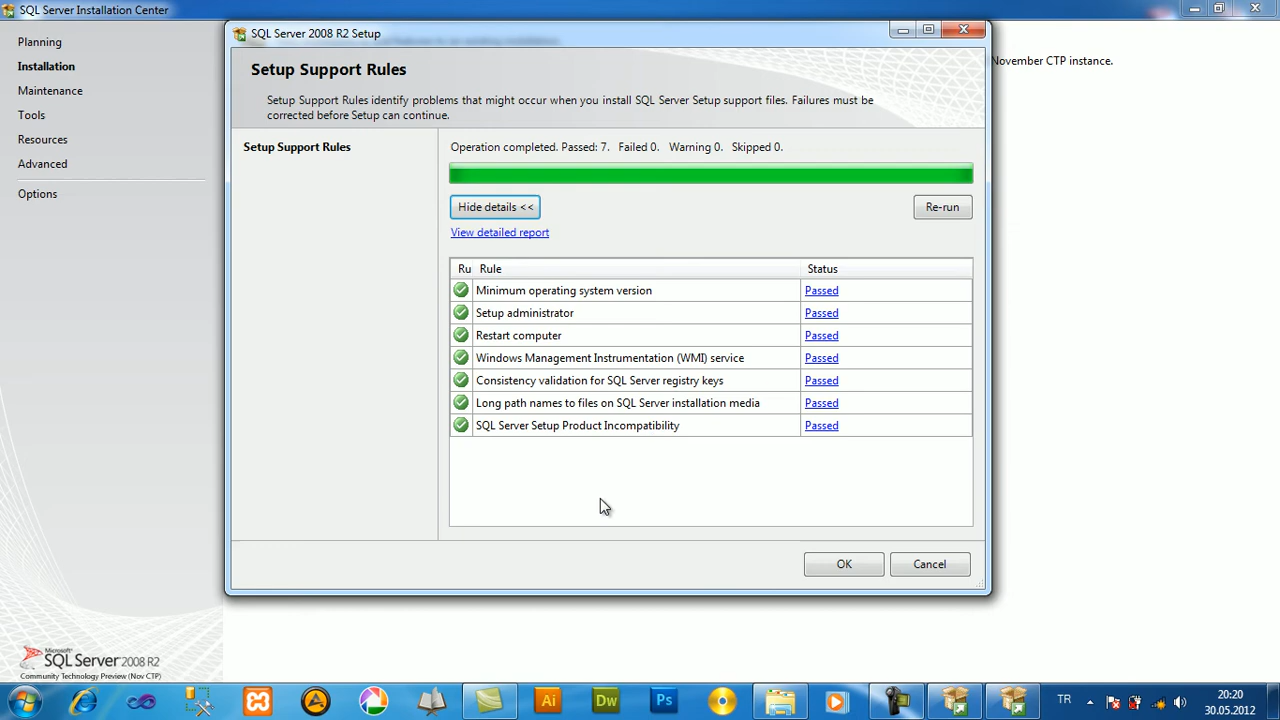 SQL Server Installation Center
Planning
Installation
Maintenance
Tools
Resources
Advanced
Options
November CTP instance.
SQL Server 2008 R2 Setup
Setup Support Rules
Setup Support Rules identify problems that might occur when you install SQL Server Setup support files. Failures must be
corrected before Setup can continue.
Setup Support Rules
Operation completed. Passed: 7. Failed 0. Warning 0. Skipped 0.
Hide details <<
Re-run
View detailed report
Ru Rule Status
Minimum operating system version Passed
Setup administrator Passed
Restart computer Passed
Windows Management Instrumentation (WMI) service Passed
Consistency validation for SQL Server registry keys Passed
Long path names to files on SQL Server installation media Passed
SQL Server Setup Product Incompatibility Passed
OK Cancel
Microsoft
SQL Server 2008 R2
Community Technology Preview (Nov CTP)
Ai Dw Ps
TR
20:20
30.05.2012